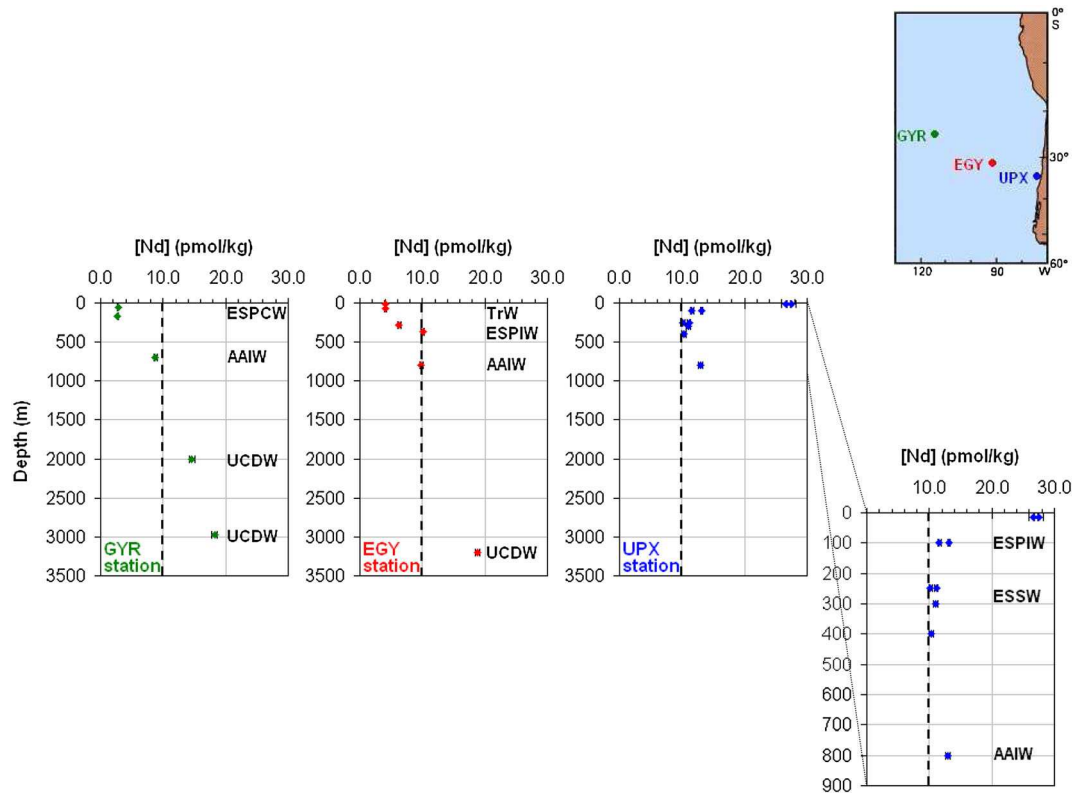 0°
S
GYR
EGY
30°
UPX
120 90 W 60°
[Nd] (pmol/kg) [Nd] (pmol/kg) [Nd] (pmol/kg)
0.0 10.0 20.0 30.0 0.0 10.0 20.0 30.0 0.0 10.0 20.0 30.0
Depth (m)
0
500
1000
1500
2000
2500
3000
3500
ESPCW
AAIW
UCDW
UCDW
GYR
station
0
500
1000
1500
2000
2500
3000
3500
TrW
ESPIW
AAIW
UCDW
EGY
station
0
500
1000
1500
2000
2500
3000
3500
UPX
station
[Nd] (pmol/kg)
10.0 20.0 30.0
0
100
200
300
400
500
600
700
800
900
ESPIW
ESSW
AAIW